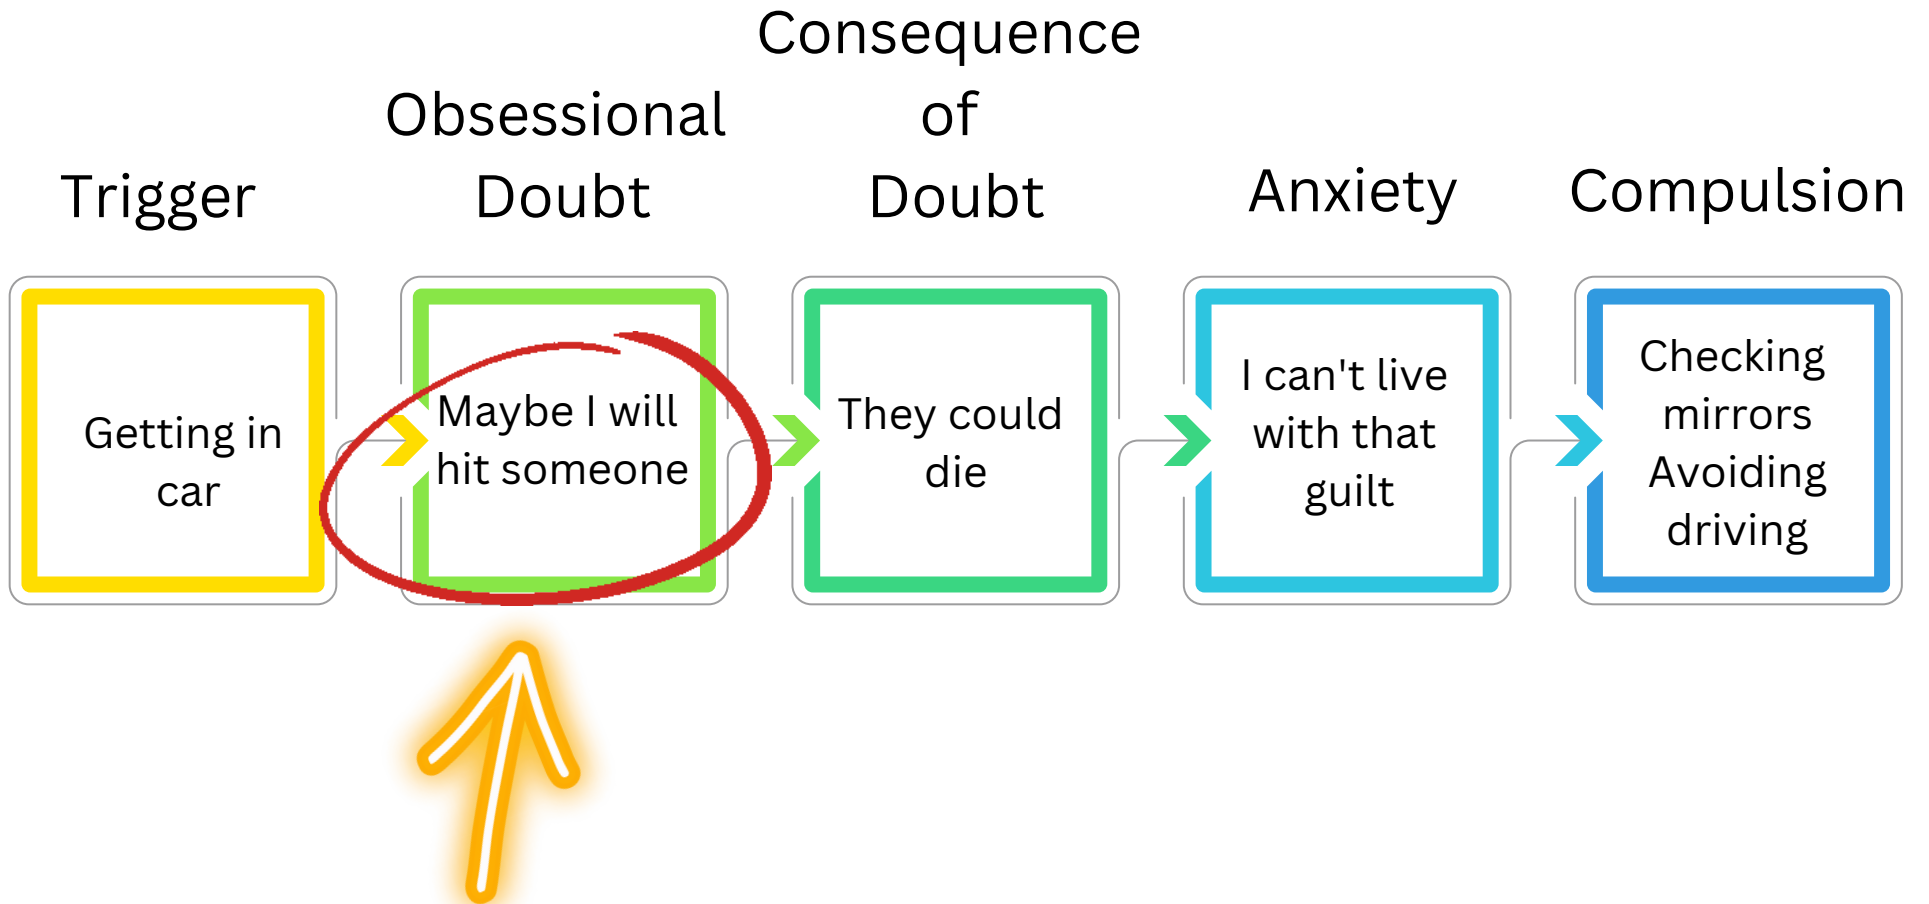 Trigger
Obsessional
Doubt
Consequence
of
Doubt
Anxiety
Compulsion
Getting in
car
Maybe I will
hit someone
They could
die
I can't live
with that
guilt
Checking
mirrors
Avoiding
driving